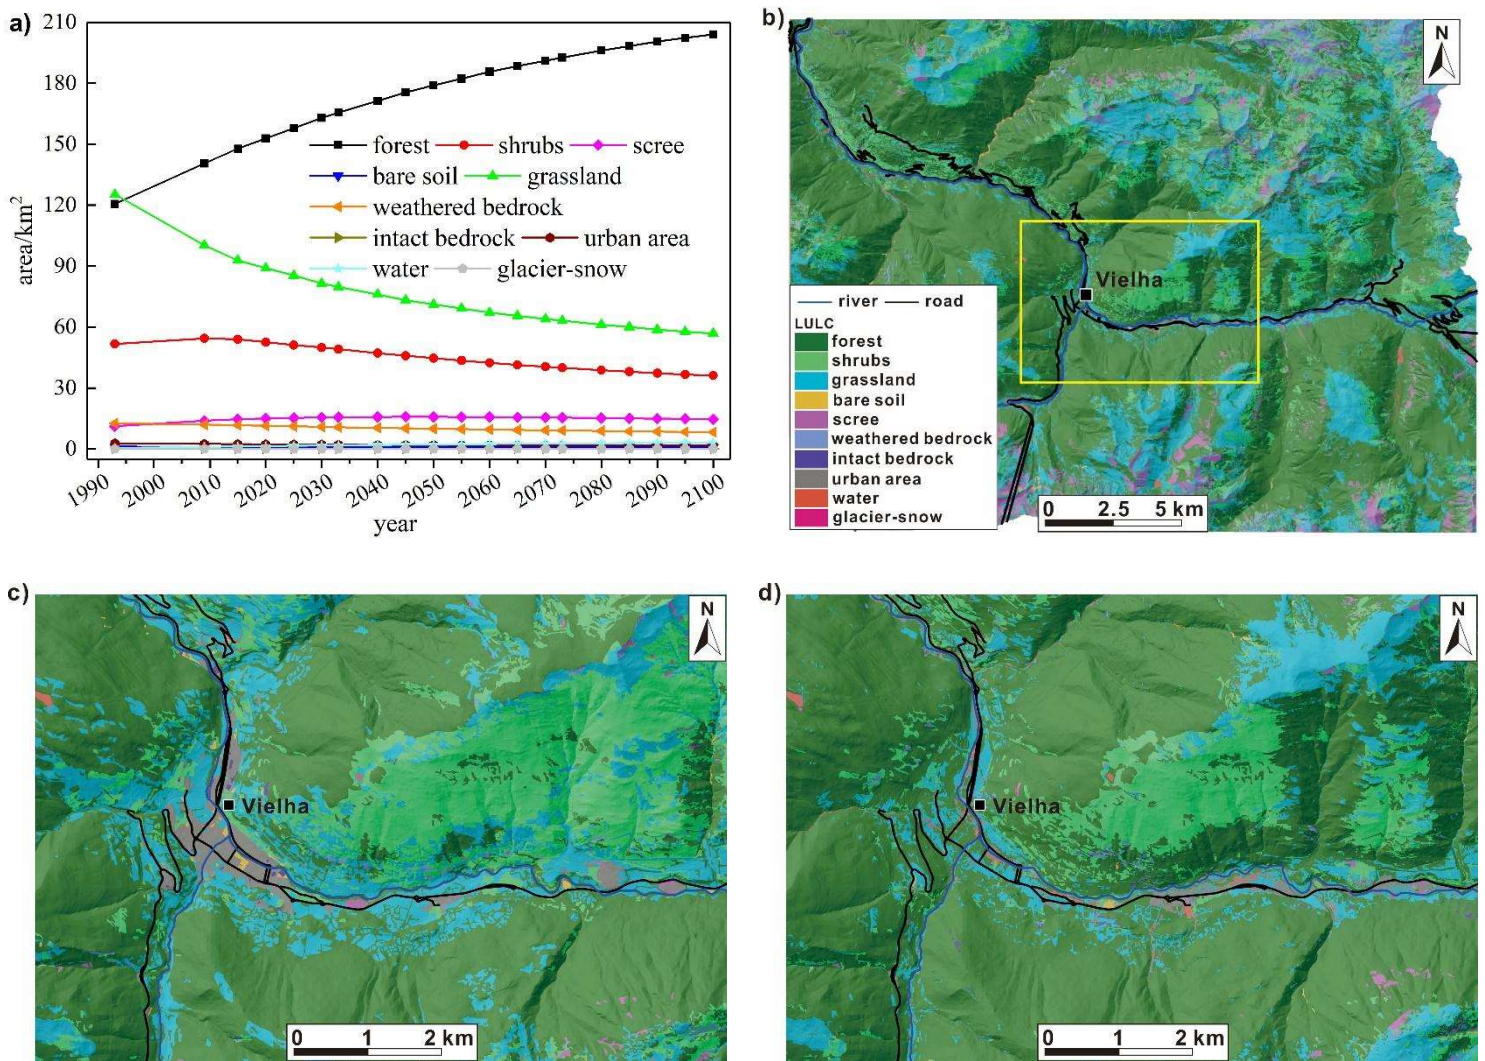 a)
210
180
150
120
90
60
30
0
area/km²
forest shrubs scree
bare soil grassland
weathered bedrock
intact bedrock urban area
water glacier-snow
1990 2000 2010 2020 2030 2040 2050 2060 2070 2080 2090 2100
year
b)
N
Vielha
river road
LULC
forest
shrubs
grassland
bare soil
scree
weathered bedrock
intact bedrock
urban area
water
glacier-snow
0 2.5 5 km
c)
N
Vielha
0 1 2 km
d)
N
Vielha
0 1 2 km